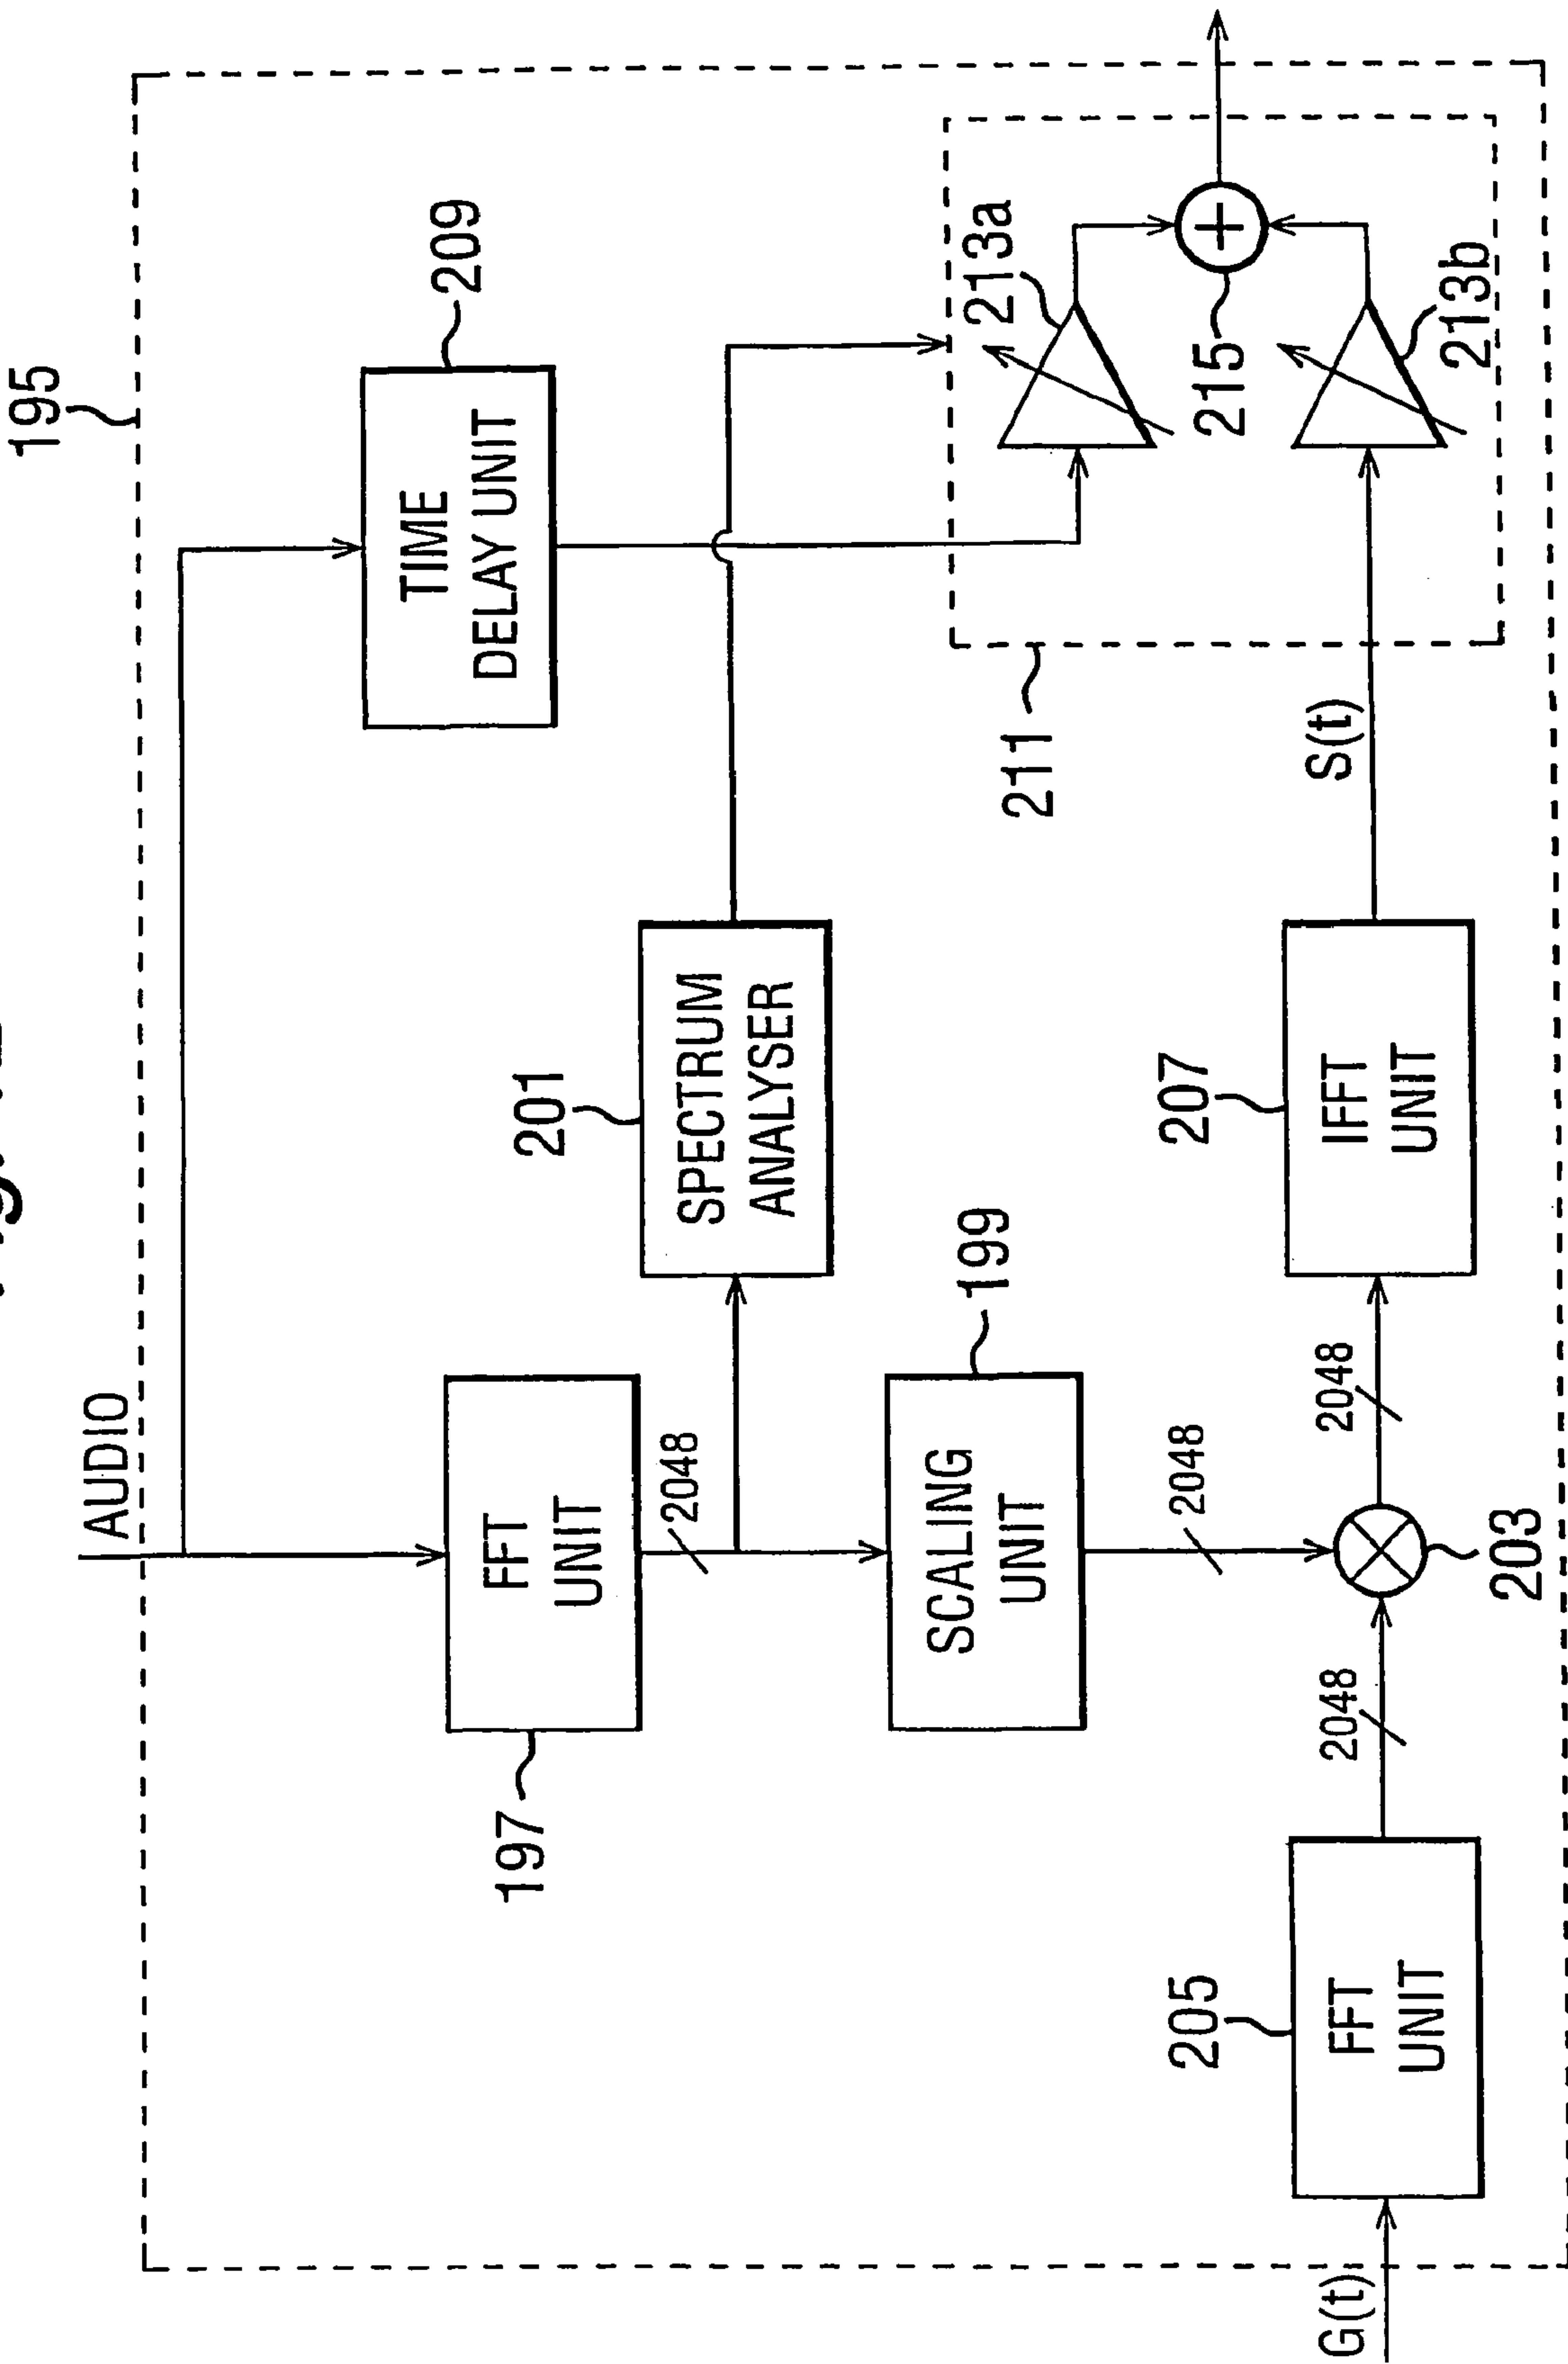 195
AUDIO
209
TIME
DELAY UNIT
197
FFT
UNIT
201
2048
SPECTRUM
ANALYSER
199
SCALING
UNIT
213a
211
2048
215
205
207
S(t)
G(t)
FFT
UNIT
2048
2048
IFFT
UNIT
213b
203